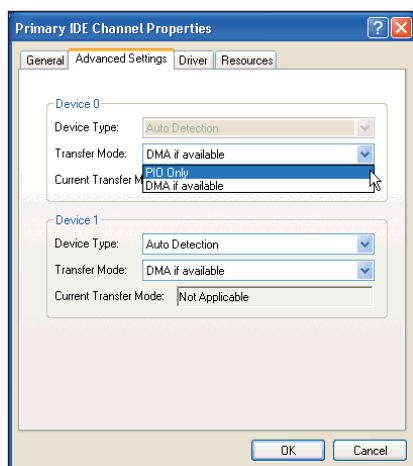 Primary IDE Channel Properties
General Advanced Settings Driver Resources
Device 0
Device Type: Auto Detection
Transfer Mode: DMA if available
PIO Only
Current Transfer M
DMA if available
Device 1
Device Type: Auto Detection
Transfer Mode: DMA if available
Current Transfer Mode: Not Applicable
OK Cancel